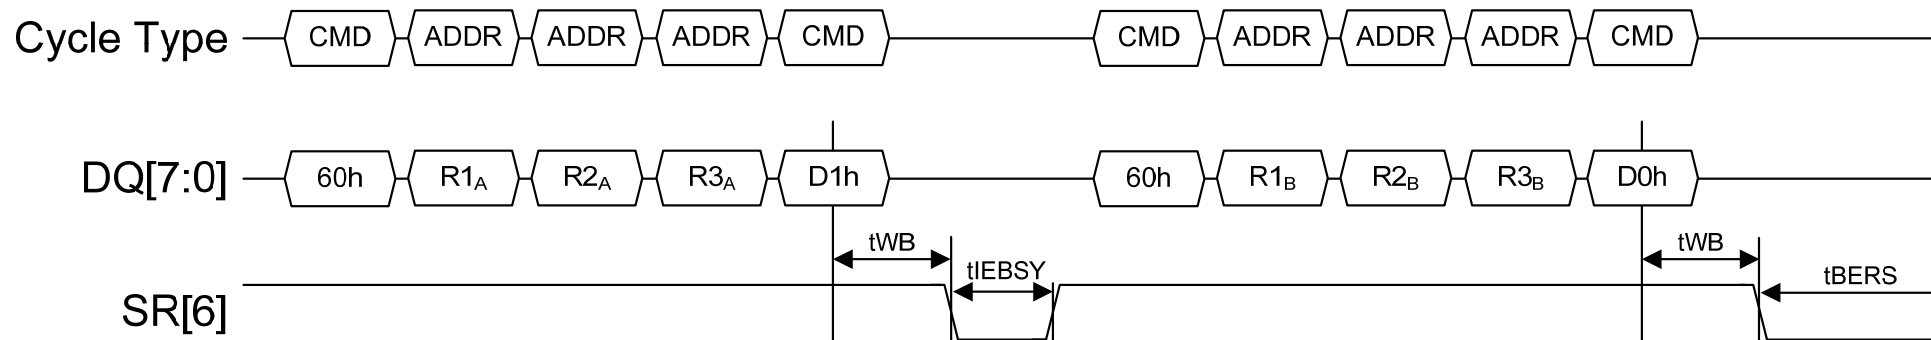 Cycle Type CMD ADDR ADDR ADDR CMD CMD ADDR ADDR ADDR CMD
DQ[7:0] 60h R1A R2A R3A D1h 60h R1B R2B R3B D0h
tWB tWB
tIEBSY tBERS
SR[6]